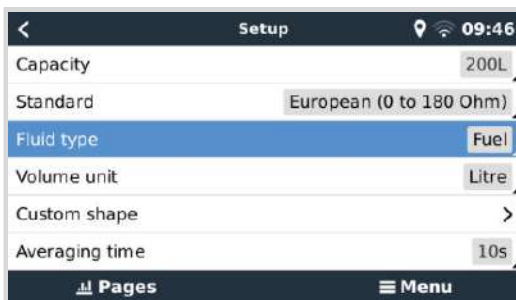 Setup 09:46
Capacity 200L
Standard European (0 to 180 Ohm)
Fluid type Fuel
Volume unit Litre
Custom shape
Averaging time 10s
Pages Menu